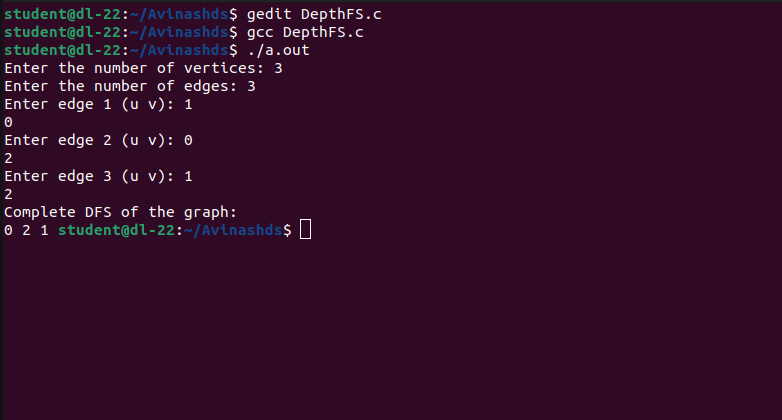 student@dl-22:~/Avinashds$ gedit DepthFS.c
student@dl-22:~/Avinashds$ gcc DepthFS.c
student@dl-22:~/Avinashds$ ./a.out
Enter the number of vertices: 3
Enter the number of edges: 3
Enter edge 1 (u v): 1
0
Enter edge 2 (u v): 0
2
Enter edge 3 (u v): 1
2
Complete DFS of the graph:
0 2 1 student@dl-22:~/Avinashds$